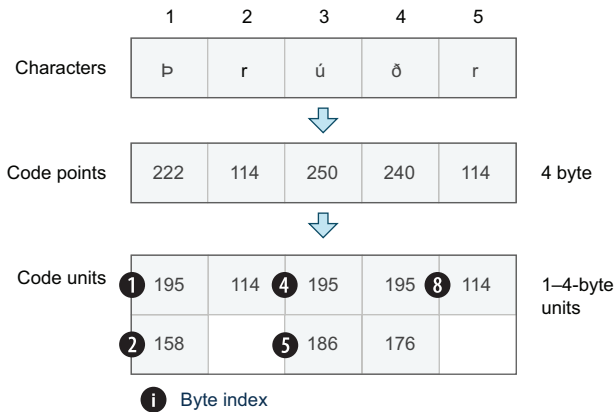 1 2 3 4 5
Characters Þ r ú ð r
Code points 222 114 250 240 114 4 byte
Code units 1 195 114 4 195 195 8 114 1–4-byte
units
2 158 5 186 176
i Byte index